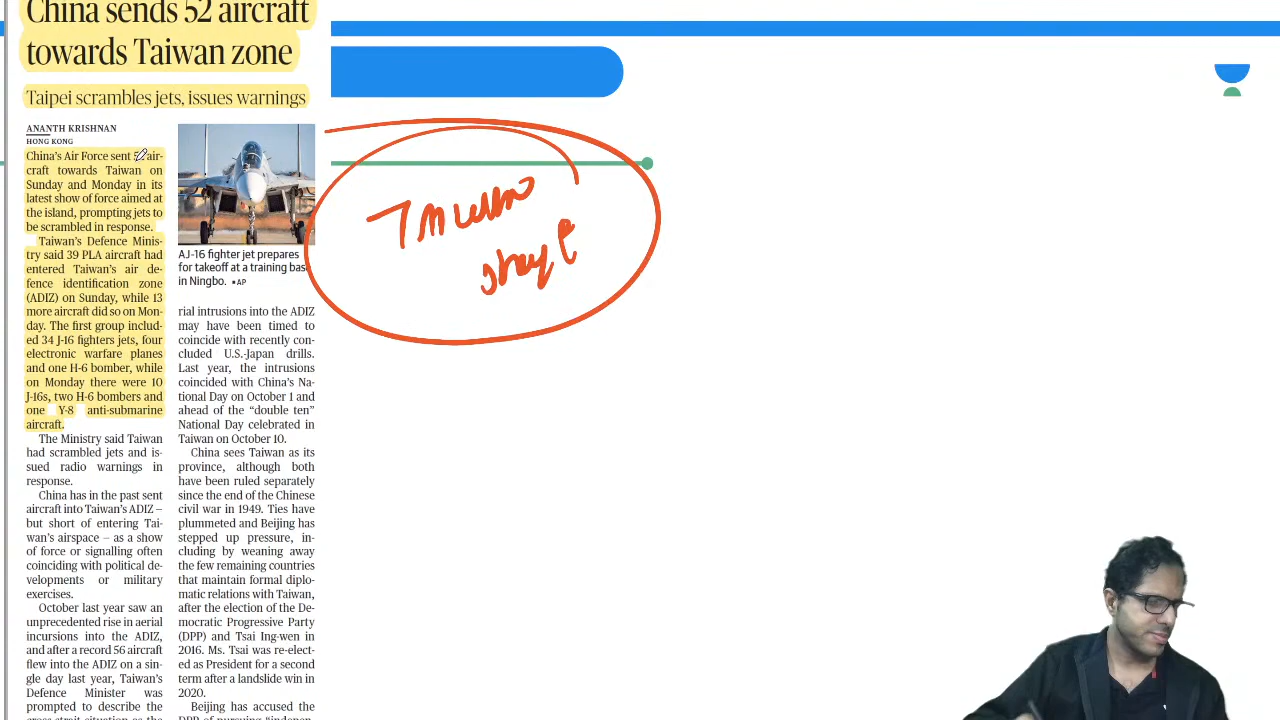 China sends 52 aircraft
towards Taiwan zone
Taipei scrambles jets, issues warnings
ANANTH KRISHNAN
HONG KONG
China's Air Force sent air-
craft towards Taiwan on
Sunday and Monday in its
latest show of force aimed at
the island, prompting jets to
be scrambled in response.
Taiwan's Defence Minis-
try said 39 PLA aircraft had
entered Taiwan's air de-
fence identification zone
(ADIZ) on Sunday, while 13
more aircraft did so on Mon-
day. The first group includ-
ed 34 J-16 fighters jets, four
electronic warfare planes
and one H-6 bomber, while
on Monday there were 10
J-16s, two H-6 bombers and
one Y-8 anti-submarine
aircraft.
The Ministry said Taiwan
had scrambled jets and is-
sued radio warnings in
response.
China has in the past sent
aircraft into Taiwan's ADIZ –
but short of entering Tai-
wan's airspace – as a show
of force or signalling often
coinciding with political de-
velopments or military
exercises.
October last year saw an
unprecedented rise in aerial
incursions into the ADIZ,
and after a record 56 aircraft
flew into the ADIZ on a sin-
gle day last year, Taiwan's
Defence Minister was
prompted to describe the
cross-strait situation as the
AJ-16 fighter jet prepares
for takeoff at a training base
in Ningbo. ▪AP
rial intrusions into the ADIZ
may have been timed to
coincide with recently con-
cluded U.S.-Japan drills.
Last year, the intrusions
coincided with China's Na-
tional Day on October 1 and
ahead of the “double ten”
National Day celebrated in
Taiwan on October 10.
China sees Taiwan as its
province, although both
have been ruled separately
since the end of the Chinese
civil war in 1949. Ties have
plummeted and Beijing has
stepped up pressure, in-
cluding by weaning away
the few remaining countries
that maintain formal diplo-
matic relations with Taiwan,
after the election of the De-
mocratic Progressive Party
(DPP) and Tsai Ing-wen in
2016. Ms. Tsai was re-elect-
ed as President for a second
term after a landslide win in
2020.
Beijing has accused the
DPP of pursuing “indepen-